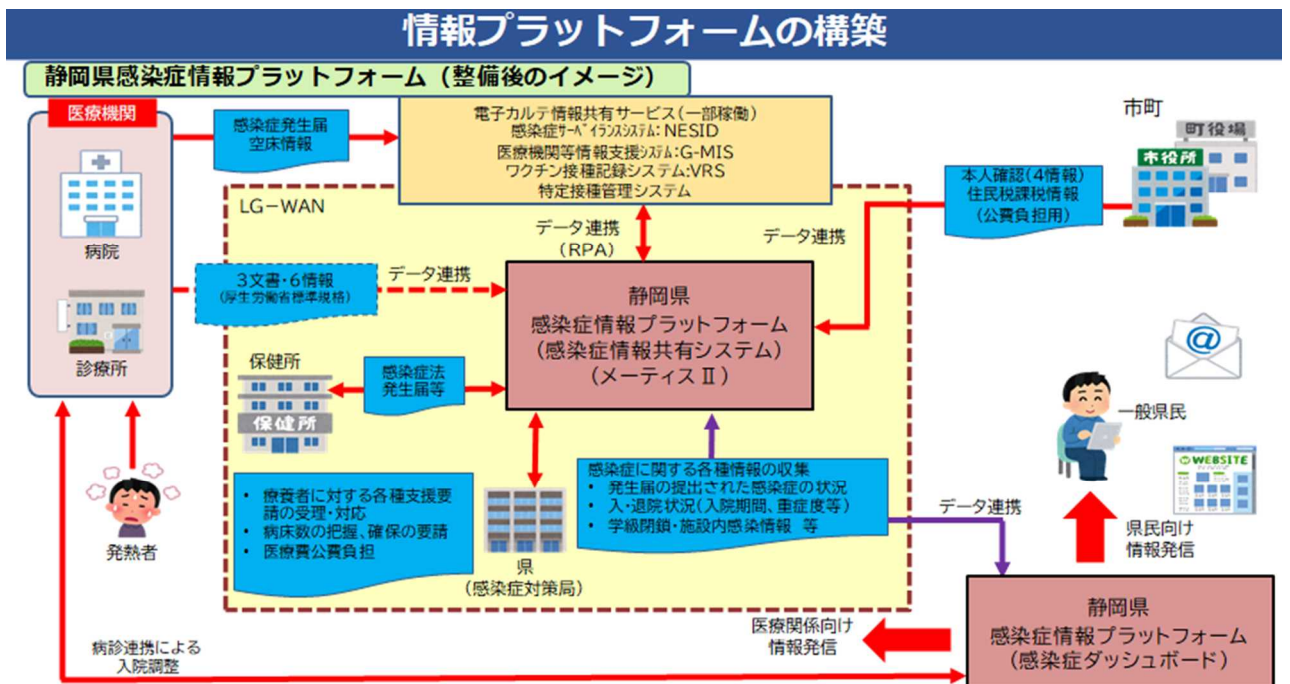 情報プラットフォームの構築
静岡県感染症情報プラットフォーム（整備後のイメージ）
医療機関
病院
診療所
感染症発生届
空床情報
電子カルテ情報共有サービス(一部稼働)
感染症ｻｰﾍﾞｲﾗﾝｽｼｽﾃﾑ:NESID
医療機関等情報支援ｼｽﾃﾑ:G-MIS
ワクチン接種記録システム:VRS
特定接種管理システム
市町
町役場
市役所
本人確認(4情報)
住民税課税情報
(公費負担用)
LG-WAN
データ連携
(RPA)
データ連携
3文書・6情報
(厚生労働省標準規格)
データ連携
静岡県
感染症情報プラットフォーム
(感染症情報共有システム)
(メーティスⅡ)
保健所
保健所
感染症法
発生届等
@
一般県民
WEBSITE
発熱者
• 療養者に対する各種支援要
請の受理・対応
• 病床数の把握、確保の要請
• 医療費公費負担
県
(感染症対策局)
感染症に関する各種情報の収集
• 発生届の提出された感染症の状況
• 入・退院状況(入院期間、重症度等)
• 学級閉鎖・施設内感染情報 等
データ連携
県民向け
情報発信
病診連携による
入院調整
医療関係向け
情報発信
静岡県
感染症情報プラットフォーム
(感染症ダッシュボード)